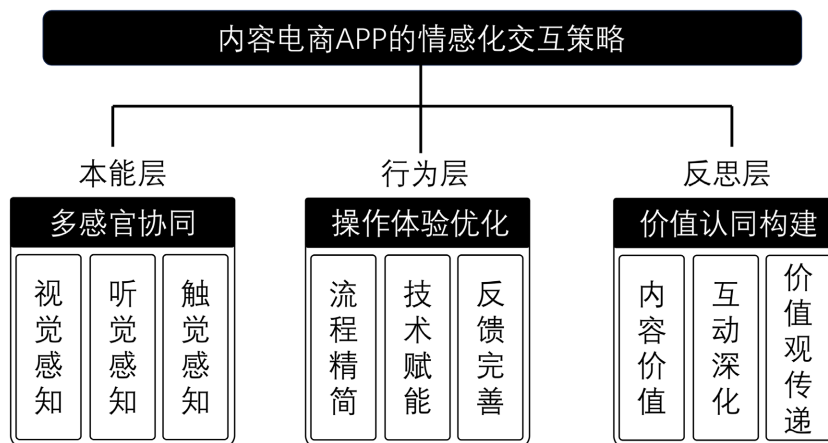 内容电商APP的情感化交互策略
本能层
行为层
反思层
多感官协同
操作体验优化
价值认同构建
视觉感知
听觉感知
触觉感知
流程精简
技术赋能
反馈完善
内容价值
互动深化
价值观传递